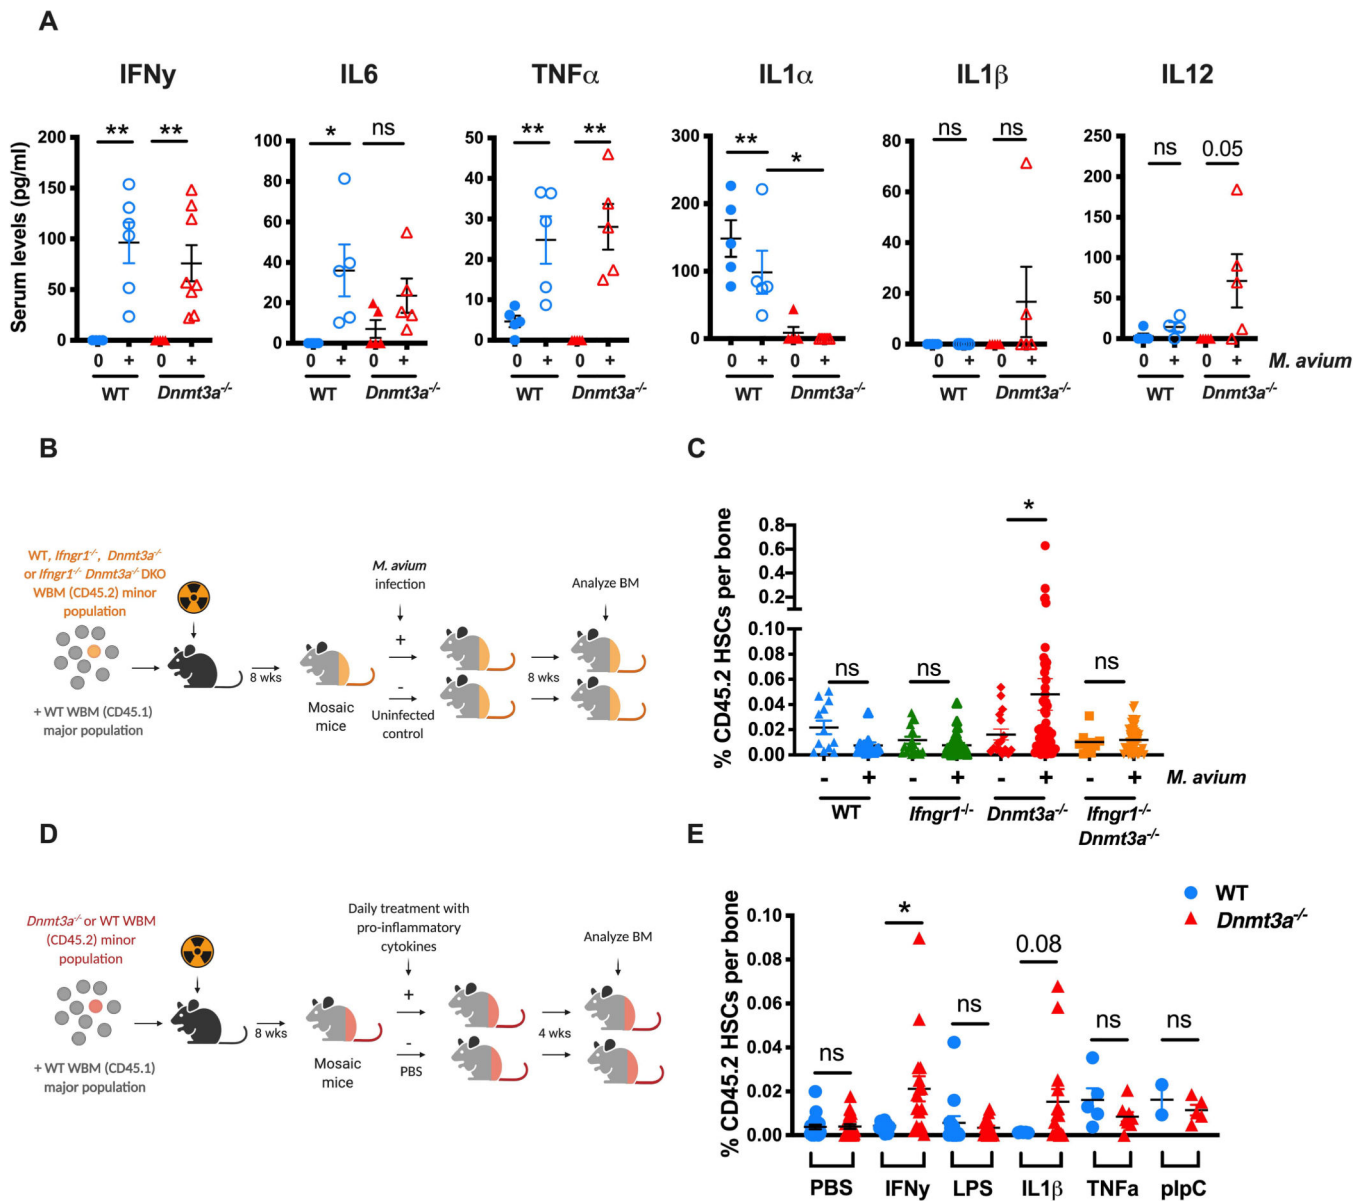 A
IFNy
IL6
TNFα
IL1α
IL1β
IL12
Serum levels (pg/ml)
200
150
100
50
0
** **
0 + 0 +
WT Dnmt3a-/-
100
80
60
40
20
0
* ns
0 + 0 +
WT Dnmt3a-/-
50
40
30
20
10
0
** **
0 + 0 +
WT Dnmt3a-/-
300
200
100
0
** *
0 + 0 +
WT Dnmt3a-/-
80
60
40
20
0
ns ns
0 + 0 +
WT Dnmt3a-/-
250
200
150
100
50
0
ns 0.05
0 + 0 + M. avium
WT Dnmt3a-/-
B
WT, Ifngr1-/-, Dnmt3a-/-
or Ifngr1-/- Dnmt3a-/- DKO
WBM (CD45.2) minor
population
+ WT WBM (CD45.1)
major population
8 wks
Mosaic
mice
M. avium
infection
+
-
Uninfected
control
8 wks
Analyze BM
C
% CD45.2 HSCs per bone
0.8
0.6
0.4
0.2
0.10
0.08
0.06
0.04
0.02
0.00
ns ns * ns
- + - + - + - + M. avium
WT Ifngr1-/- Dnmt3a-/- Ifngr1-/-
Dnmt3a-/-
D
Dnmt3a-/- or WT WBM
(CD45.2) minor
population
+ WT WBM (CD45.1)
major population
8 wks
Mosaic
mice
Daily treatment with
pro-inflammatory
cytokines
+
-
PBS
4 wks
Analyze BM
E
WT
Dnmt3a-/-
% CD45.2 HSCs per bone
0.10
0.08
0.06
0.04
0.02
0.00
ns * ns 0.08 ns ns
PBS IFNy LPS IL1β TNFa pIpC